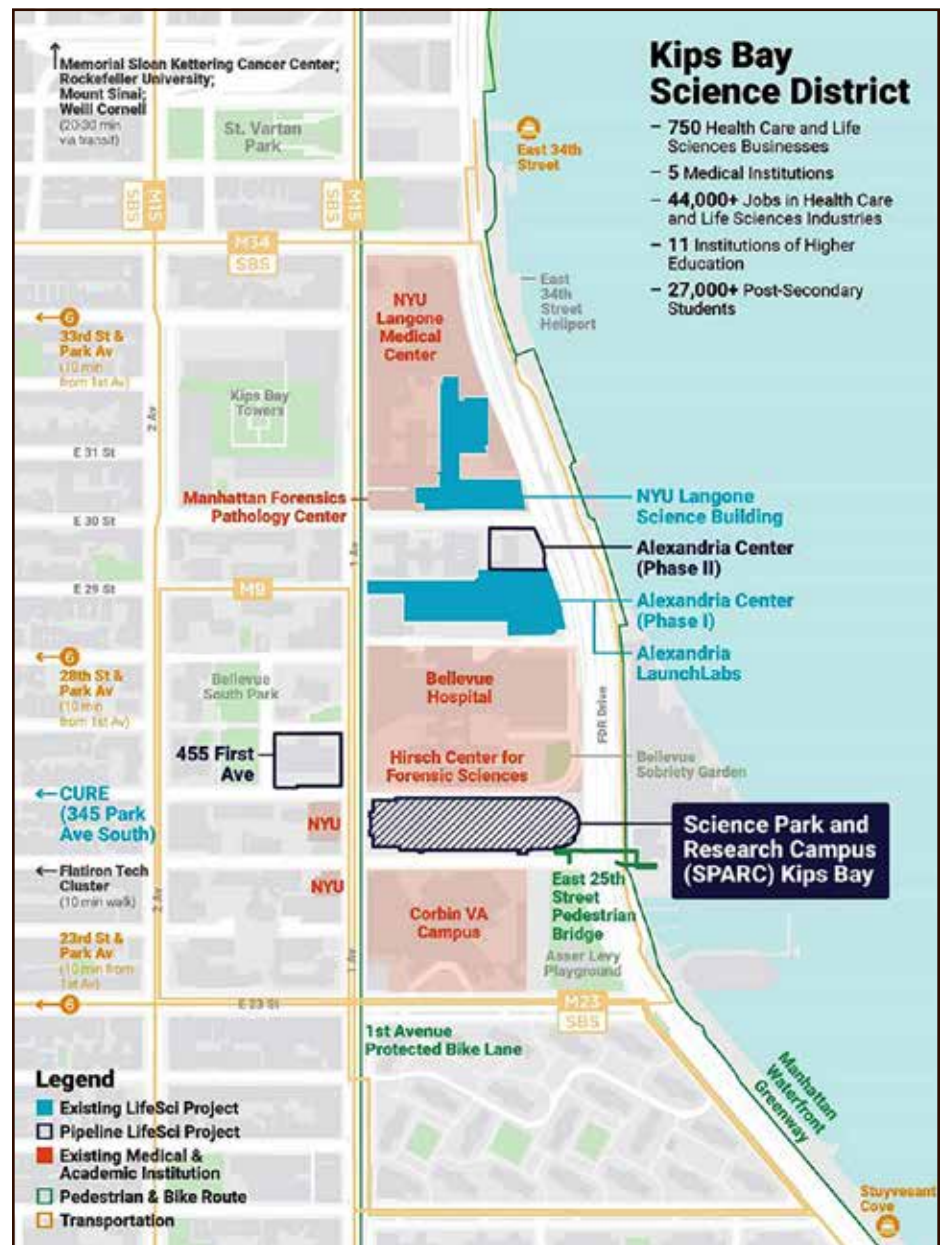 Memorial Sloan Kettering Cancer Center;
Rockefeller University;
Mount Sinai;
Weill Cornell
(20-30 min
via transit)
St. Vartan
Park
Kips Bay
Science District
– 750 Health Care and Life
Sciences Businesses
– 5 Medical Institutions
– 44,000+ Jobs in Health Care
and Life Sciences Industries
– 11 Institutions of Higher
Education
– 27,000+ Post-Secondary
Students
East 34th
Street
M15
SBS
M15
SBS
M34
SBS
East
34th
Street
Heliport
NYU
Langone
Medical
Center
6
33rd St &
Park Av
(10 min
from 1st Av)
Kips Bay
Towers
2 Av
E 31 St
Manhattan Forensics
Pathology Center
NYU Langone
Science Building
E 30 St
1 Av
Alexandria Center
(Phase II)
E 29 St
M9
Alexandria Center
(Phase I)
Alexandria
LaunchLabs
6
28th St &
Park Av
(10 min
from 1st Av)
Bellevue
South Park
Bellevue
Hospital
FDR Drive
455 First
Ave
Hirsch Center for
Forensic Sciences
Bellevue
Sobriety Garden
CURE
(345 Park
Ave South)
NYU
Science Park and
Research Campus
(SPARC) Kips Bay
Flatiron Tech
Cluster
(10 min walk)
NYU
2 Av
East 25th
Street
Pedestrian
Bridge
Corbin VA
Campus
Asser Levy
Playground
23rd St &
Park Av
(10 min from
1st Av)
6
1 Av
E 23 St
M23
SBS
1st Avenue
Protected Bike Lane
Manhattan
Waterfront
Greenway
Legend
Existing LifeSci Project
Pipeline LifeSci Project
Existing Medical &
Academic Institution
Pedestrian & Bike Route
Transportation
Stuyvesant
Cove